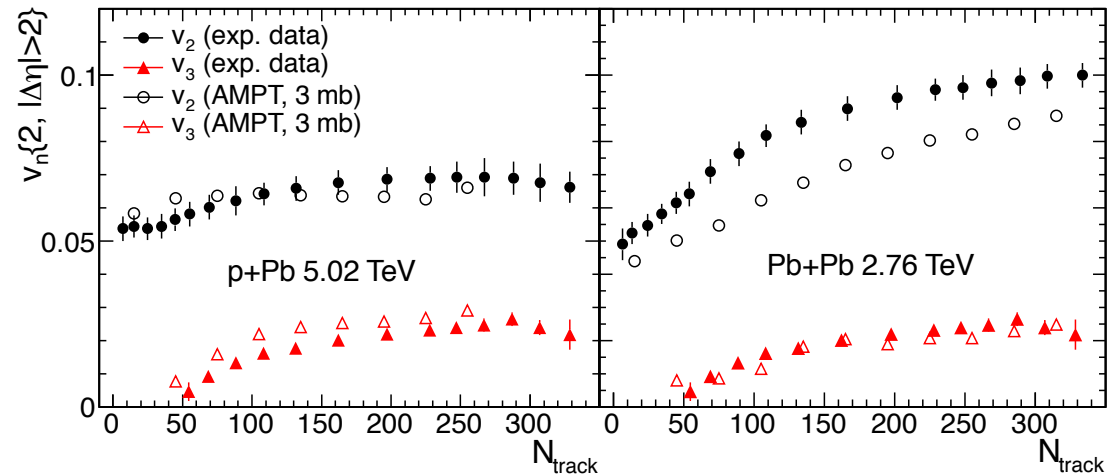 v2 (exp. data)
v3 (exp. data)
v2 (AMPT, 3 mb)
v3 (AMPT, 3 mb)
vn{2, |Δη|>2}
0.1
0.05
0
p+Pb 5.02 TeV
Pb+Pb 2.76 TeV
0 50 100 150 200 250 300
0 50 100 150 200 250 300
Ntrack
Ntrack